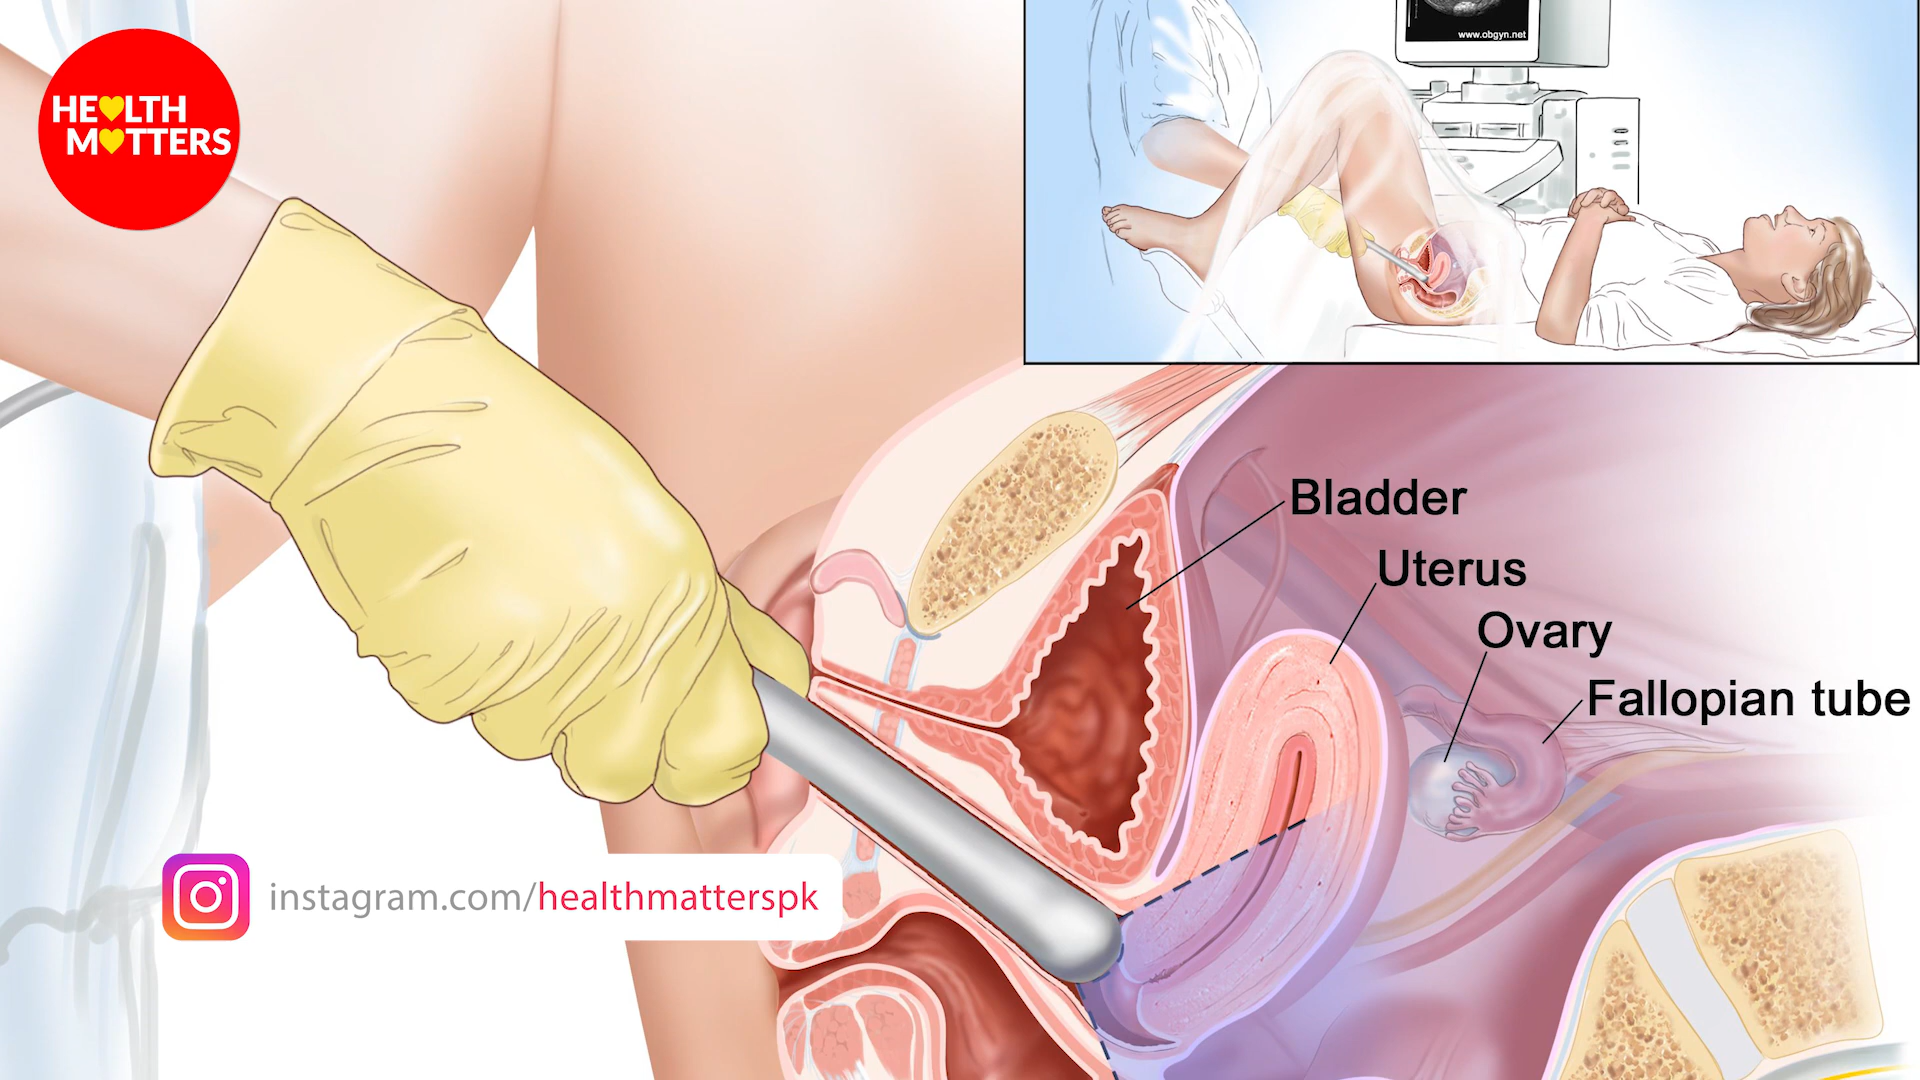 HEALTH
MATTERS
www.obgyn.net
Bladder
Uterus
Ovary
Fallopian tube
instagram.com/healthmatterspk